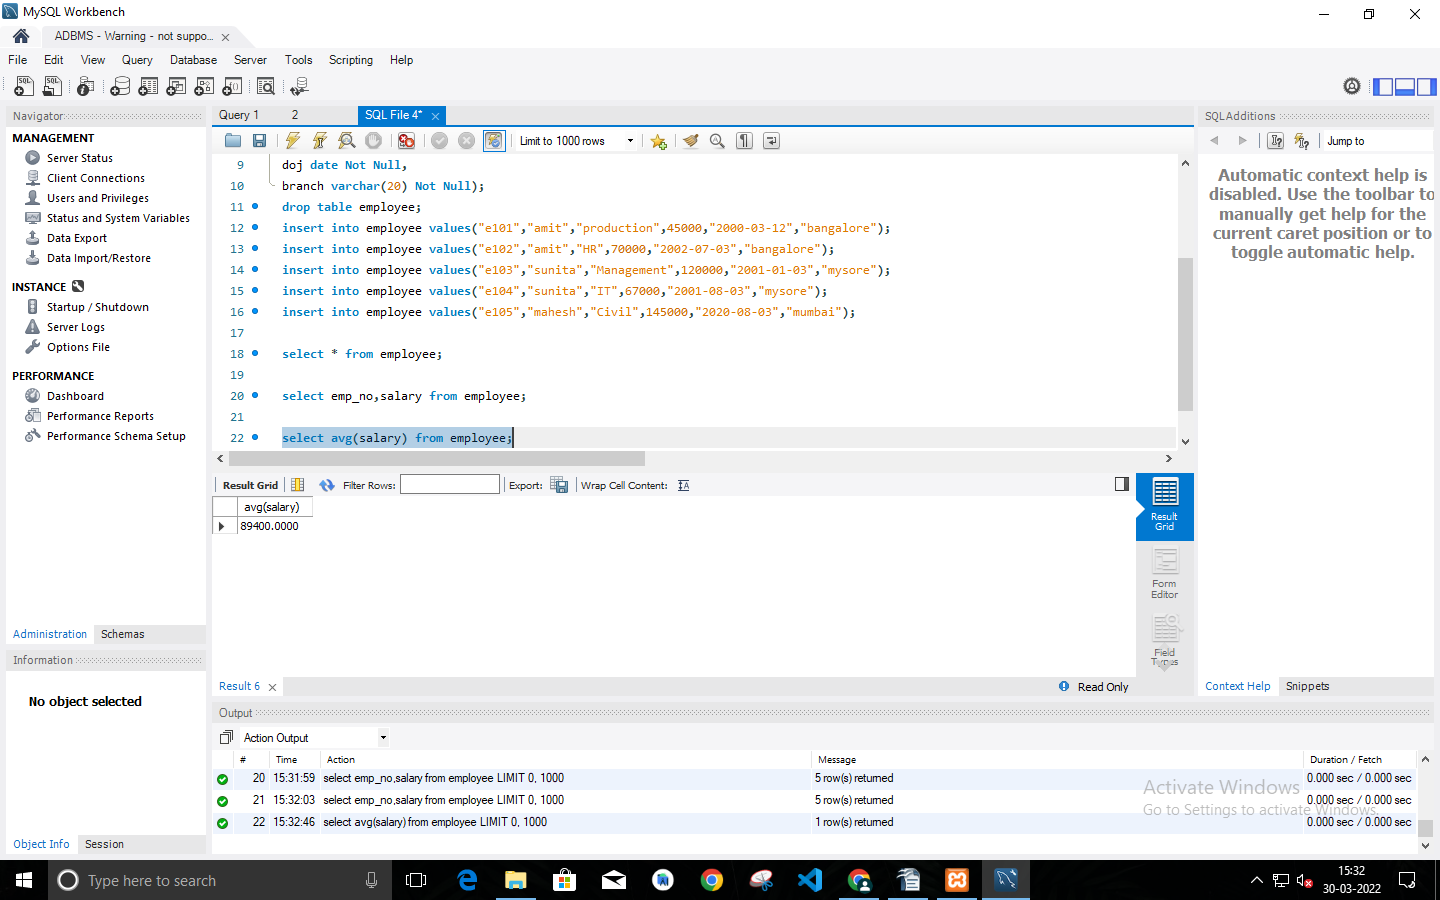 MySQL Workbench
ADBMS - Warning - not suppo...
File Edit View Query Database Server Tools Scripting Help
Navigator
MANAGEMENT
Server Status
Client Connections
Users and Privileges
Status and System Variables
Data Export
Data Import/Restore
INSTANCE
Startup / Shutdown
Server Logs
Options File
PERFORMANCE
Dashboard
Performance Reports
Performance Schema Setup
Administration Schemas
Information
No object selected
Object Info Session
Query 1 2 SQL File 4*
Limit to 1000 rows
9 doj date Not Null,
10 branch varchar(20) Not Null);
11 drop table employee;
12 insert into employee values("e101","amit","production",45000,"2000-03-12","bangalore");
13 insert into employee values("e102","amit","HR",70000,"2002-07-03","bangalore");
14 insert into employee values("e103","sunita","Management",120000,"2001-01-03","mysore");
15 insert into employee values("e104","sunita","IT",67000,"2001-08-03","mysore");
16 insert into employee values("e105","mahesh","Civil",145000,"2020-08-03","mumbai");
17
18 select * from employee;
19
20 select emp_no,salary from employee;
21
22 select avg(salary) from employee;
Result Grid Filter Rows: Export: Wrap Cell Content:
avg(salary)
89400.0000
Result
Grid
Form
Editor
Field
Types
Result 6 Read Only
SQLAdditions
Jump to
Automatic context help is
disabled. Use the toolbar to
manually get help for the
current caret position or to
toggle automatic help.
Context Help Snippets
Output
Action Output
# Time Action Message Duration / Fetch
20 15:31:59 select emp_no,salary from employee LIMIT 0, 1000 5 row(s) returned 0.000 sec / 0.000 sec
21 15:32:03 select emp_no,salary from employee LIMIT 0, 1000 5 row(s) returned 0.000 sec / 0.000 sec
22 15:32:46 select avg(salary) from employee LIMIT 0, 1000 1 row(s) returned 0.000 sec / 0.000 sec
Activate Windows
Go to Settings to activate Windows.
Type here to search
15:32
30-03-2022